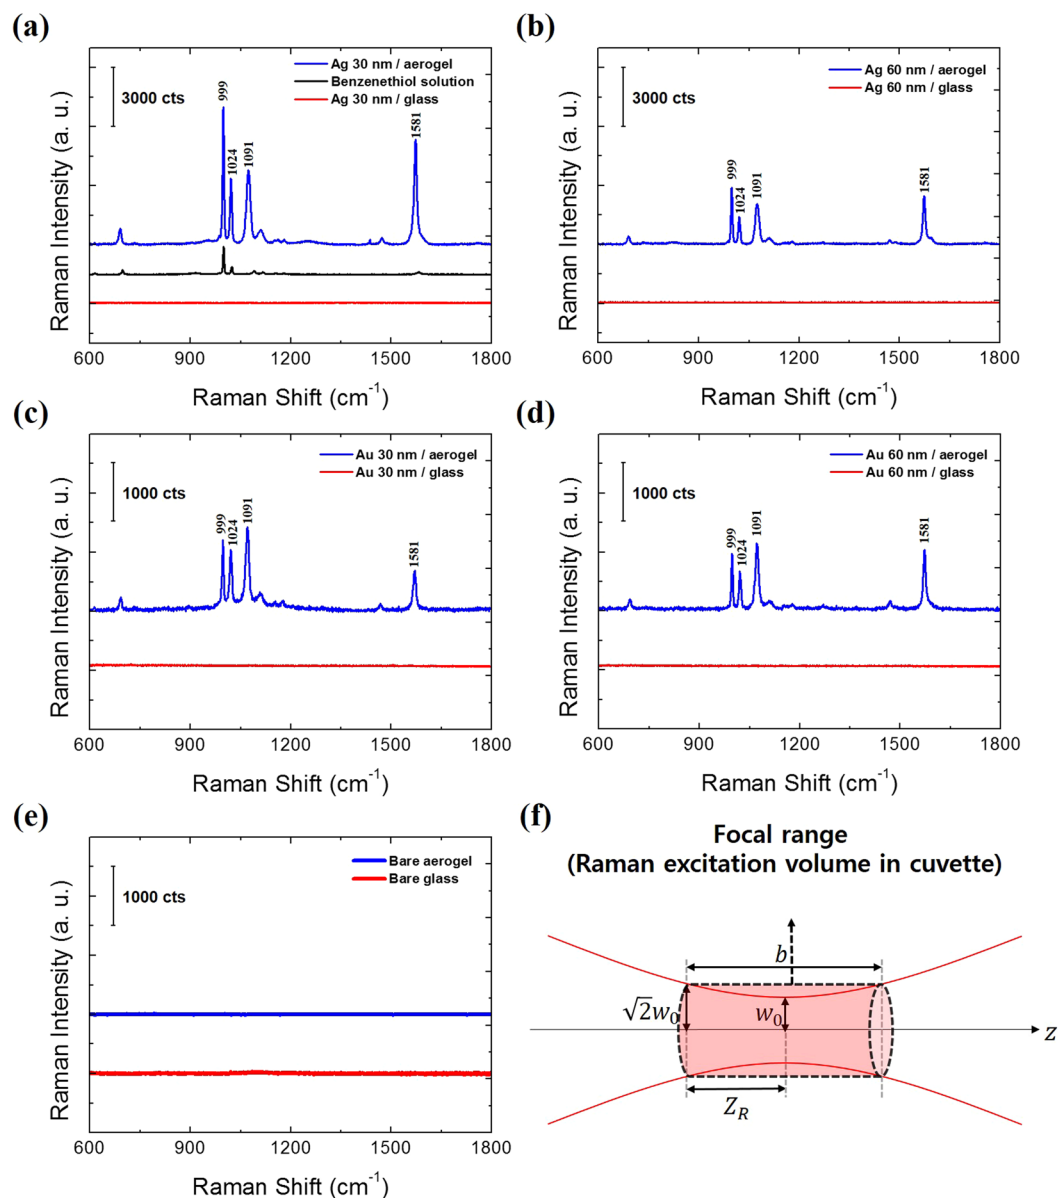 (a)
Ag 30 nm / aerogel
Benzenethiol solution
Ag 30 nm / glass
3000 cts
999
1024
1091
1581
Raman Intensity (a. u.)
600 900 1200 1500 1800
Raman Shift (cm⁻¹)
(b)
Ag 60 nm / aerogel
Ag 60 nm / glass
3000 cts
999
1024
1091
1581
Raman Intensity (a. u.)
600 900 1200 1500 1800
Raman Shift (cm⁻¹)
(c)
Au 30 nm / aerogel
Au 30 nm / glass
1000 cts
999
1024
1091
1581
Raman Intensity (a. u.)
600 900 1200 1500 1800
Raman Shift (cm⁻¹)
(d)
Au 60 nm / aerogel
Au 60 nm / glass
1000 cts
999
1024
1091
1581
Raman Intensity (a. u.)
600 900 1200 1500 1800
Raman Shift (cm⁻¹)
(e)
Bare aerogel
Bare glass
1000 cts
Raman Intensity (a. u.)
600 900 1200 1500 1800
Raman Shift (cm⁻¹)
(f)
Focal range
(Raman excitation volume in cuvette)
b
√2w₀
w₀
z
Z_R